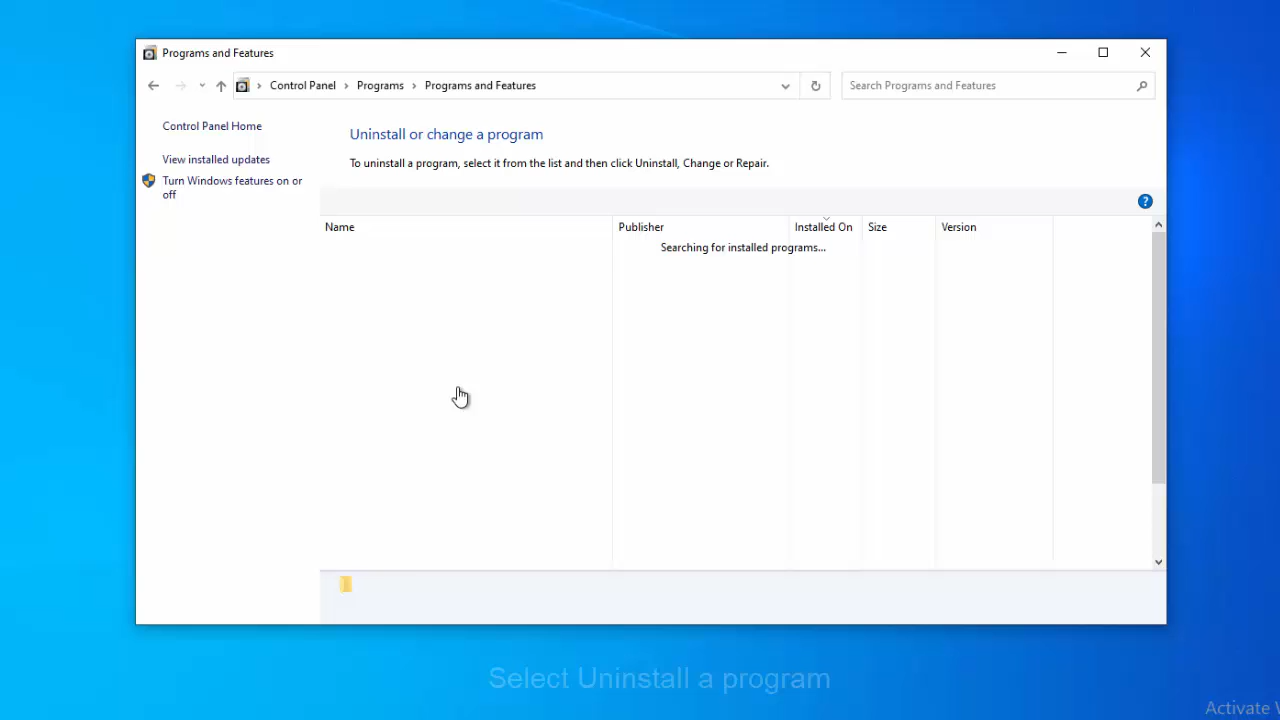 Programs and Features
Control Panel
Programs
Programs and Features
Search Programs and Features
Control Panel Home
View installed updates
Turn Windows features on or
off
Uninstall or change a program
To uninstall a program, select it from the list and then click Uninstall, Change or Repair.
?
Name
Publisher
Installed On
Size
Version
Searching for installed programs...
Select Uninstall a program
Activate